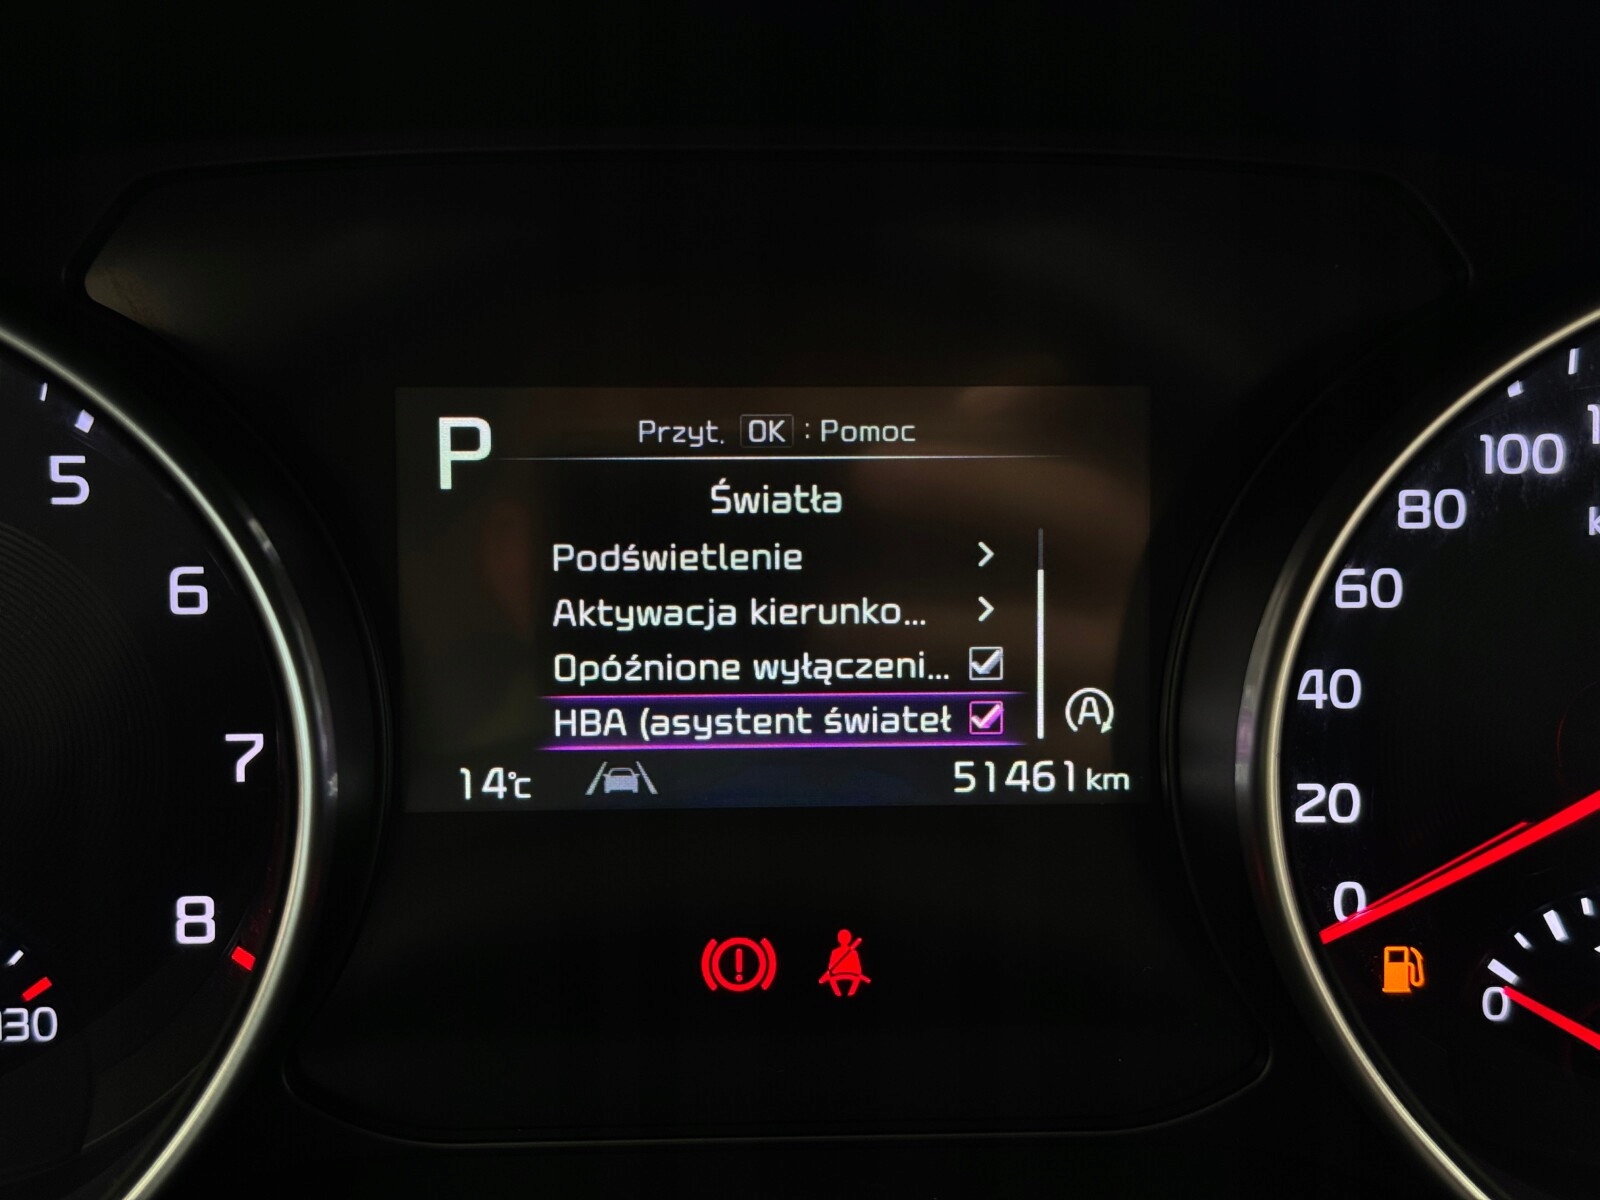 P
Przyt. OK : Pomoc
Światła
Podświetlenie
Aktywacja kierunko...
Opóźnione wyłączeni...
HBA (asystent świateł
A
14°C
51461 km
5
6
7
8
130
100
80
60
40
20
0
0